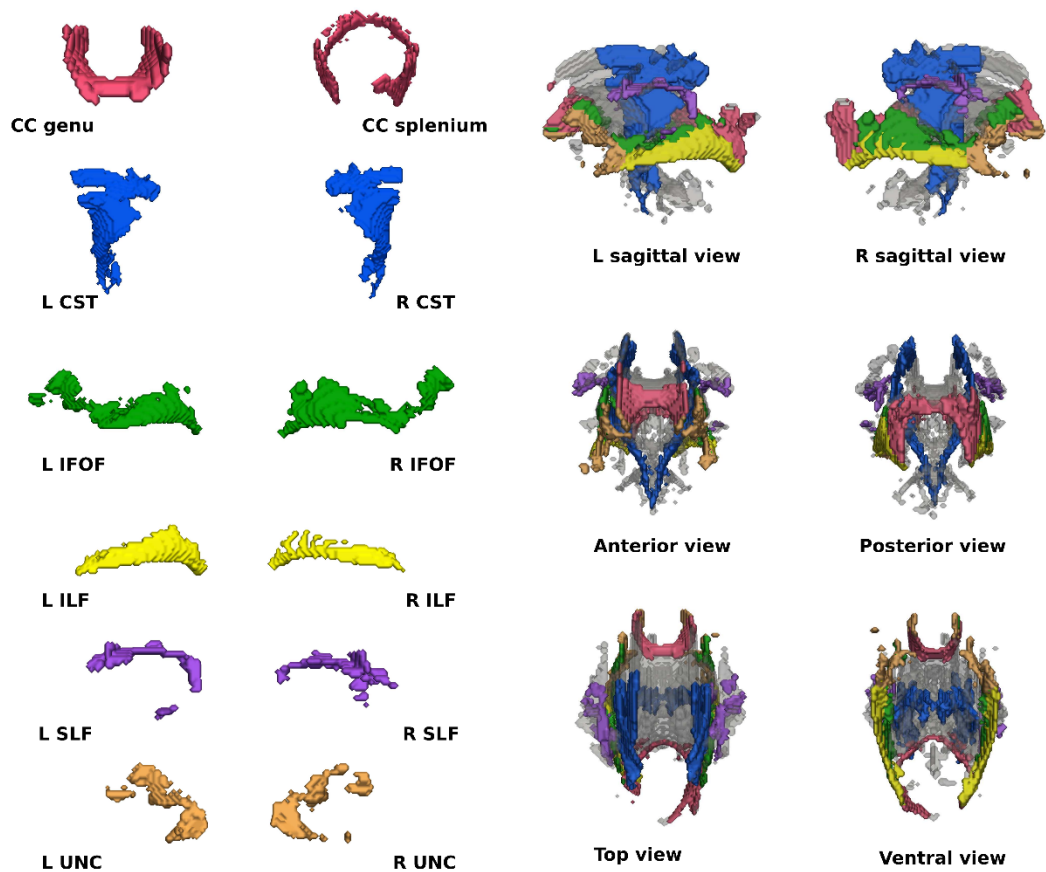 CC genu
CC splenium
L CST
R CST
L IFOF
R IFOF
L ILF
R ILF
L SLF
R SLF
L UNC
R UNC
L sagittal view
R sagittal view
Anterior view
Posterior view
Top view
Ventral view